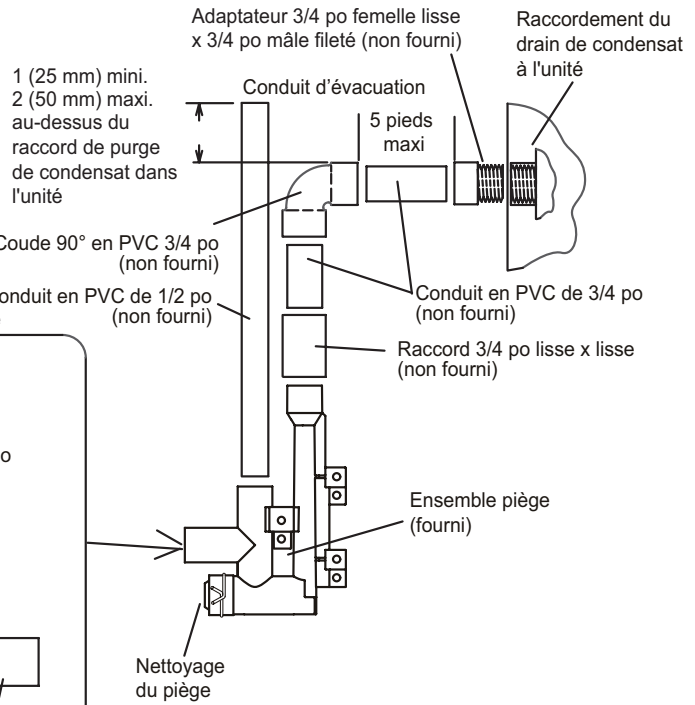 Adaptateur 3/4 po femelle lisse
x 3/4 po mâle fileté (non fourni)
Raccordement du
drain de condensat
à l'unité
1 (25 mm) mini.
2 (50 mm) maxi.
au-dessus du
raccord de purge
de condensat dans
l'unité
Conduit d'évacuation
5 pieds
maxi
Coude 90° en PVC 3/4 po
(non fourni)
onduit en PVC de 1/2 po
(non fourni)
Conduit en PVC de 3/4 po
(non fourni)
Raccord 3/4 po lisse x lisse
(non fourni)
o
Ensemble piège
(fourni)
Nettoyage
du piège